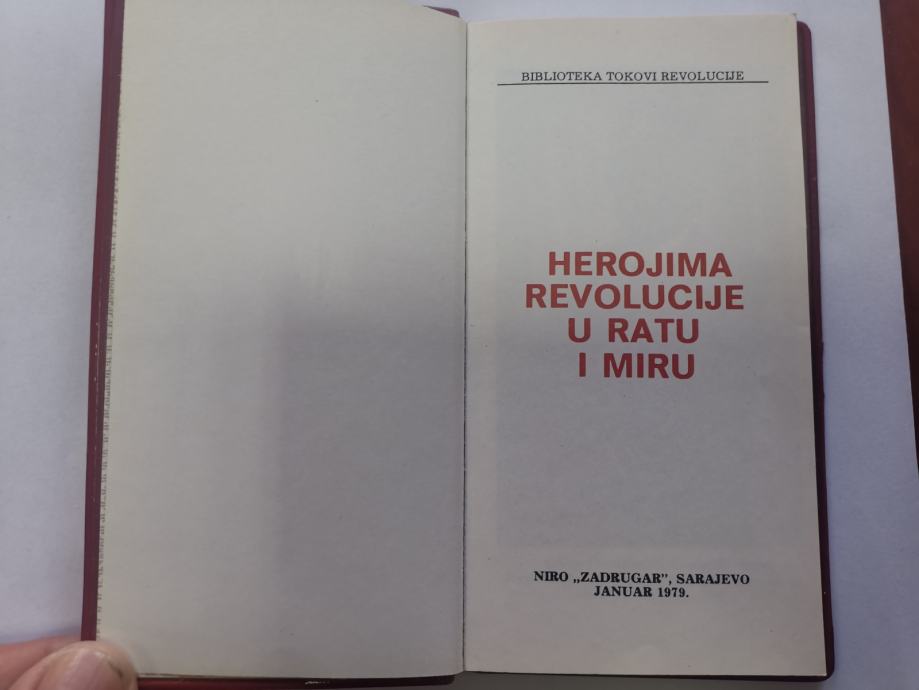 BIBLIOTEKA TOKOVI REVOLUCIJE
HEROJIMA
REVOLUCIJE
U RATU
I MIRU
NIRO „ZADRUGAR”, SARAJEVO
JANUAR 1979.